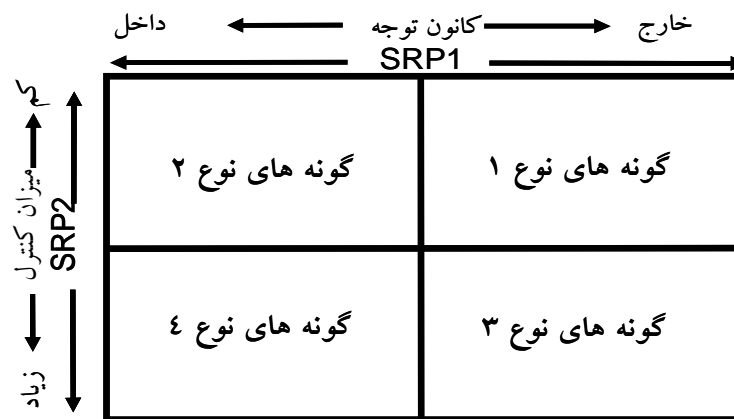 خارج کانون توجه داخل
SRP1
کم
میزان کنترل
زیاد
SRP2
گونه های نوع ۱
گونه های نوع ۲
گونه های نوع ۳
گونه های نوع ٤